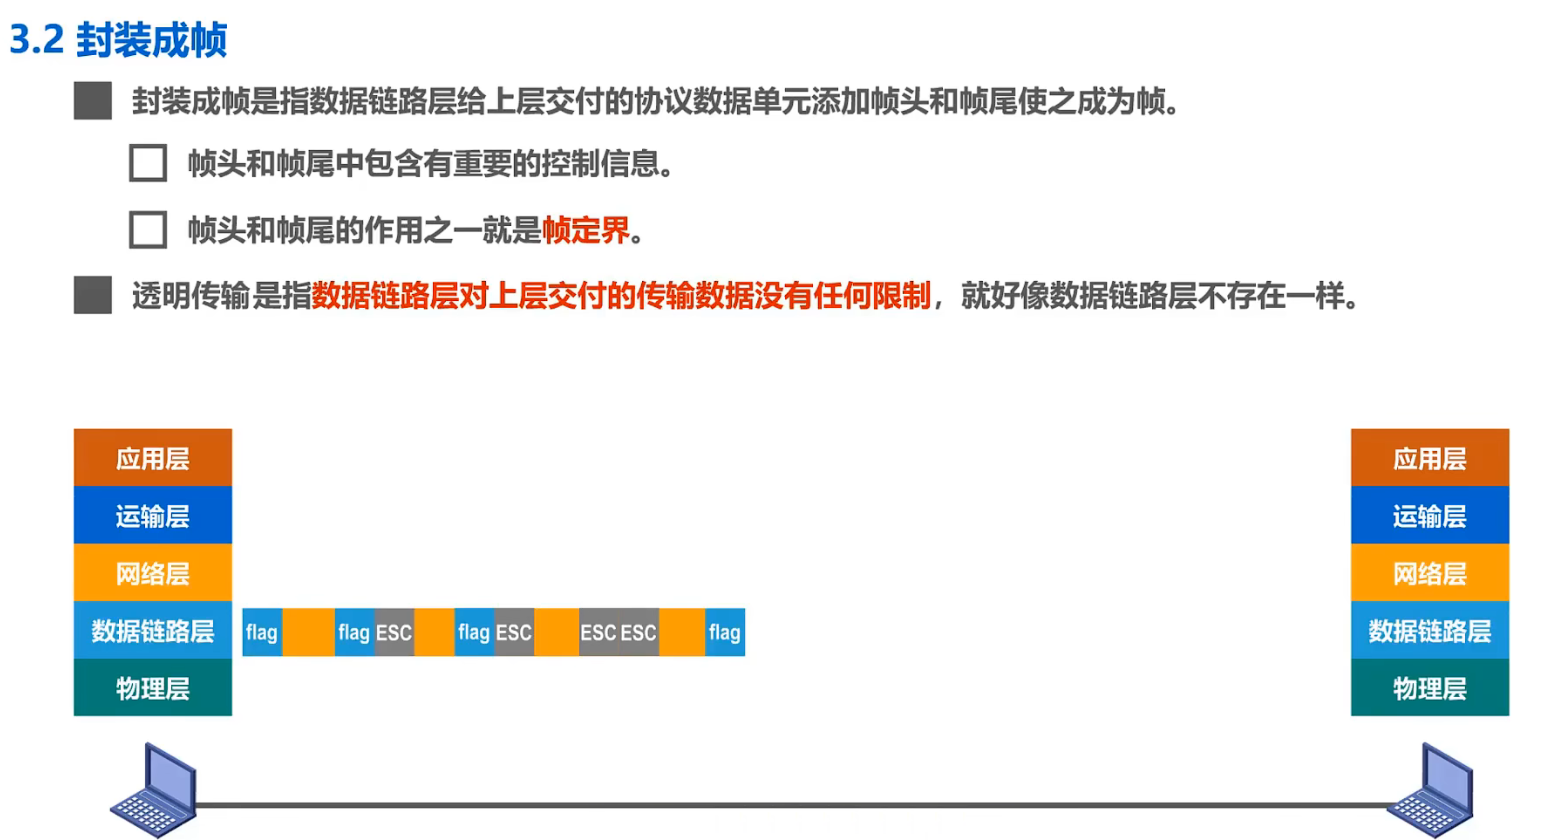 3.2 封装成帧
封装成帧是指数据链路层给上层交付的协议数据单元添加帧头和帧尾使之成为帧。
帧头和帧尾中包含有重要的控制信息。
帧头和帧尾的作用之一就是帧定界。
透明传输是指数据链路层对上层交付的传输数据没有任何限制，就好像数据链路层不存在一样。
应用层
运输层
网络层
数据链路层
物理层
flag flag ESC flag ESC ESC ESC flag
应用层
运输层
网络层
数据链路层
物理层